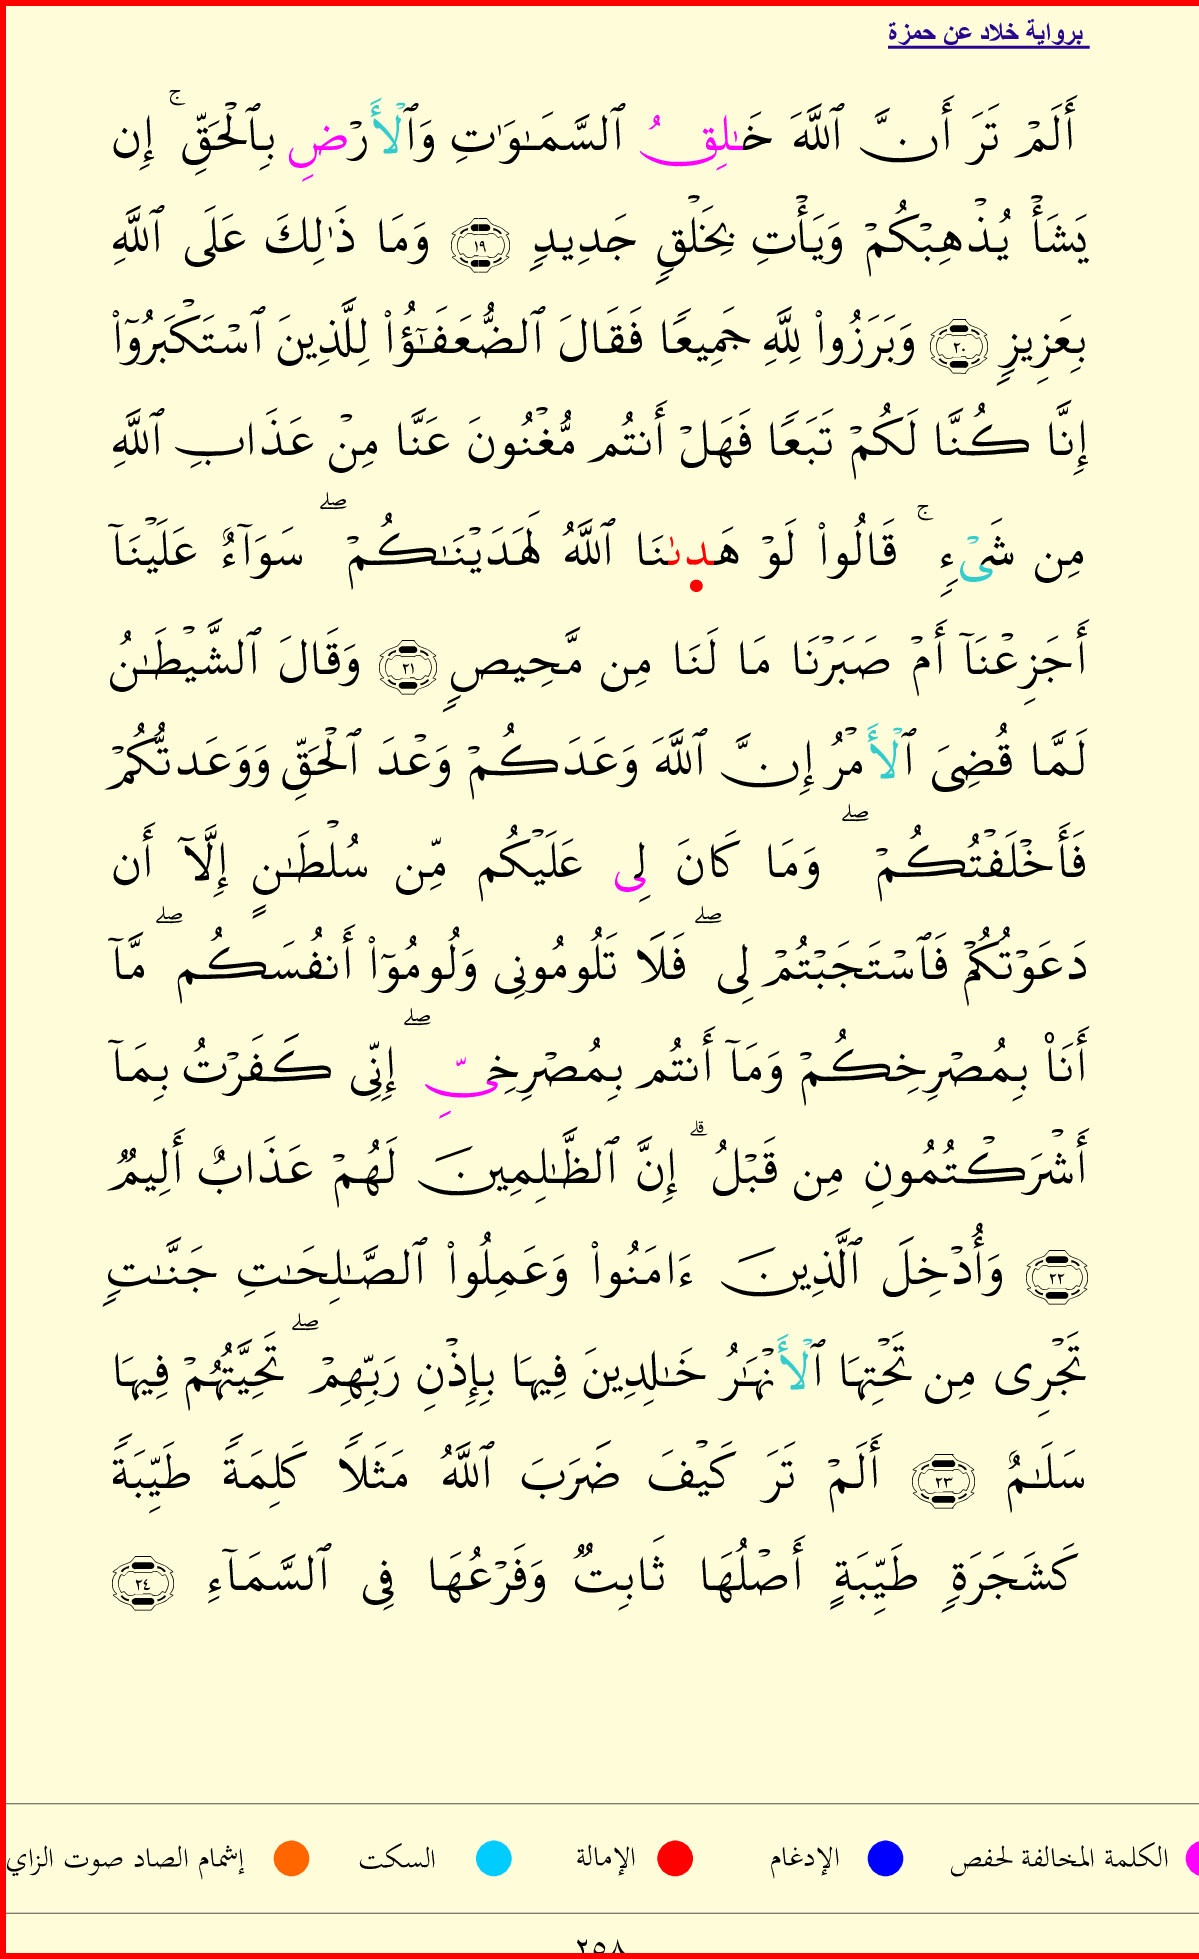 برواية خلاد عن حمزة
أَلَمْ تَرَ أَنَّ ٱللَّهَ خَٰلِقُ ٱلسَّمَٰوَٰتِ وَٱلْأَرْضِ بِٱلْحَقِّ ۚ إِن
يَشَأْ يُذْهِبْكُمْ وَيَأْتِ بِخَلْقٍ جَدِيدٍ ١٩ وَمَا ذَٰلِكَ عَلَى ٱللَّهِ
بِعَزِيزٍ ٢٠ وَبَرَزُوا۟ لِلَّهِ جَمِيعًا فَقَالَ ٱلضُّعَفَٰٓؤُا۟ لِلَّذِينَ ٱسْتَكْبَرُوٓا۟
إِنَّا كُنَّا لَكُمْ تَبَعًا فَهَلْ أَنتُم مُّغْنُونَ عَنَّا مِنْ عَذَابِ ٱللَّهِ
مِن شَىْءٍ ۚ قَالُوا۟ لَوْ هَدىٰنَا ٱللَّهُ لَهَدَيْنَٰكُمْ ۖ سَوَآءٌ عَلَيْنَآ
أَجَزِعْنَآ أَمْ صَبَرْنَا مَا لَنَا مِن مَّحِيصٍ ٢١ وَقَالَ ٱلشَّيْطَٰنُ
لَمَّا قُضِىَ ٱلْأَمْرُ إِنَّ ٱللَّهَ وَعَدَكُمْ وَعْدَ ٱلْحَقِّ وَوَعَدتُّكُمْ
فَأَخْلَفْتُكُمْ ۖ وَمَا كَانَ لِى عَلَيْكُم مِّن سُلْطَٰنٍ إِلَّآ أَن
دَعَوْتُكُمْ فَٱسْتَجَبْتُمْ لِى ۖ فَلَا تَلُومُونِى وَلُومُوٓا۟ أَنفُسَكُم ۖ مَّآ
أَنَا۠ بِمُصْرِخِكُمْ وَمَآ أَنتُم بِمُصْرِخِىِّ ۖ إِنِّى كَفَرْتُ بِمَآ
أَشْرَكْتُمُونِ مِن قَبْلُ ۗ إِنَّ ٱلظَّٰلِمِينَ لَهُمْ عَذَابٌ أَلِيمٌ
٢٢ وَأُدْخِلَ ٱلَّذِينَ ءَامَنُوا۟ وَعَمِلُوا۟ ٱلصَّٰلِحَٰتِ جَنَّٰتٍ
تَجْرِى مِن تَحْتِهَا ٱلْأَنْهَٰرُ خَٰلِدِينَ فِيهَا بِإِذْنِ رَبِّهِمْ ۖ تَحِيَّتُهُمْ فِيهَا
سَلَٰمٌ ٢٣ أَلَمْ تَرَ كَيْفَ ضَرَبَ ٱللَّهُ مَثَلًا كَلِمَةً طَيِّبَةً
كَشَجَرَةٍ طَيِّبَةٍ أَصْلُهَا ثَابِتٌ وَفَرْعُهَا فِى ٱلسَّمَآءِ ٢٤
الكلمة المخالفة لحفص الإدغام الإمالة السكت إشمام الصاد صوت الزاي
٢٥٨